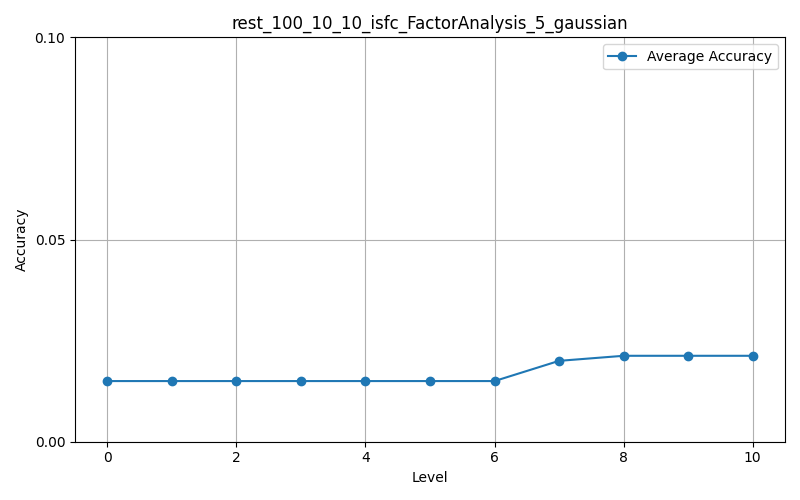 rest_100_10_10_isfc_FactorAnalysis_5_gaussian
Average Accuracy
0.10
0.05
0.00
Accuracy
0 2 4 6 8 10
Level